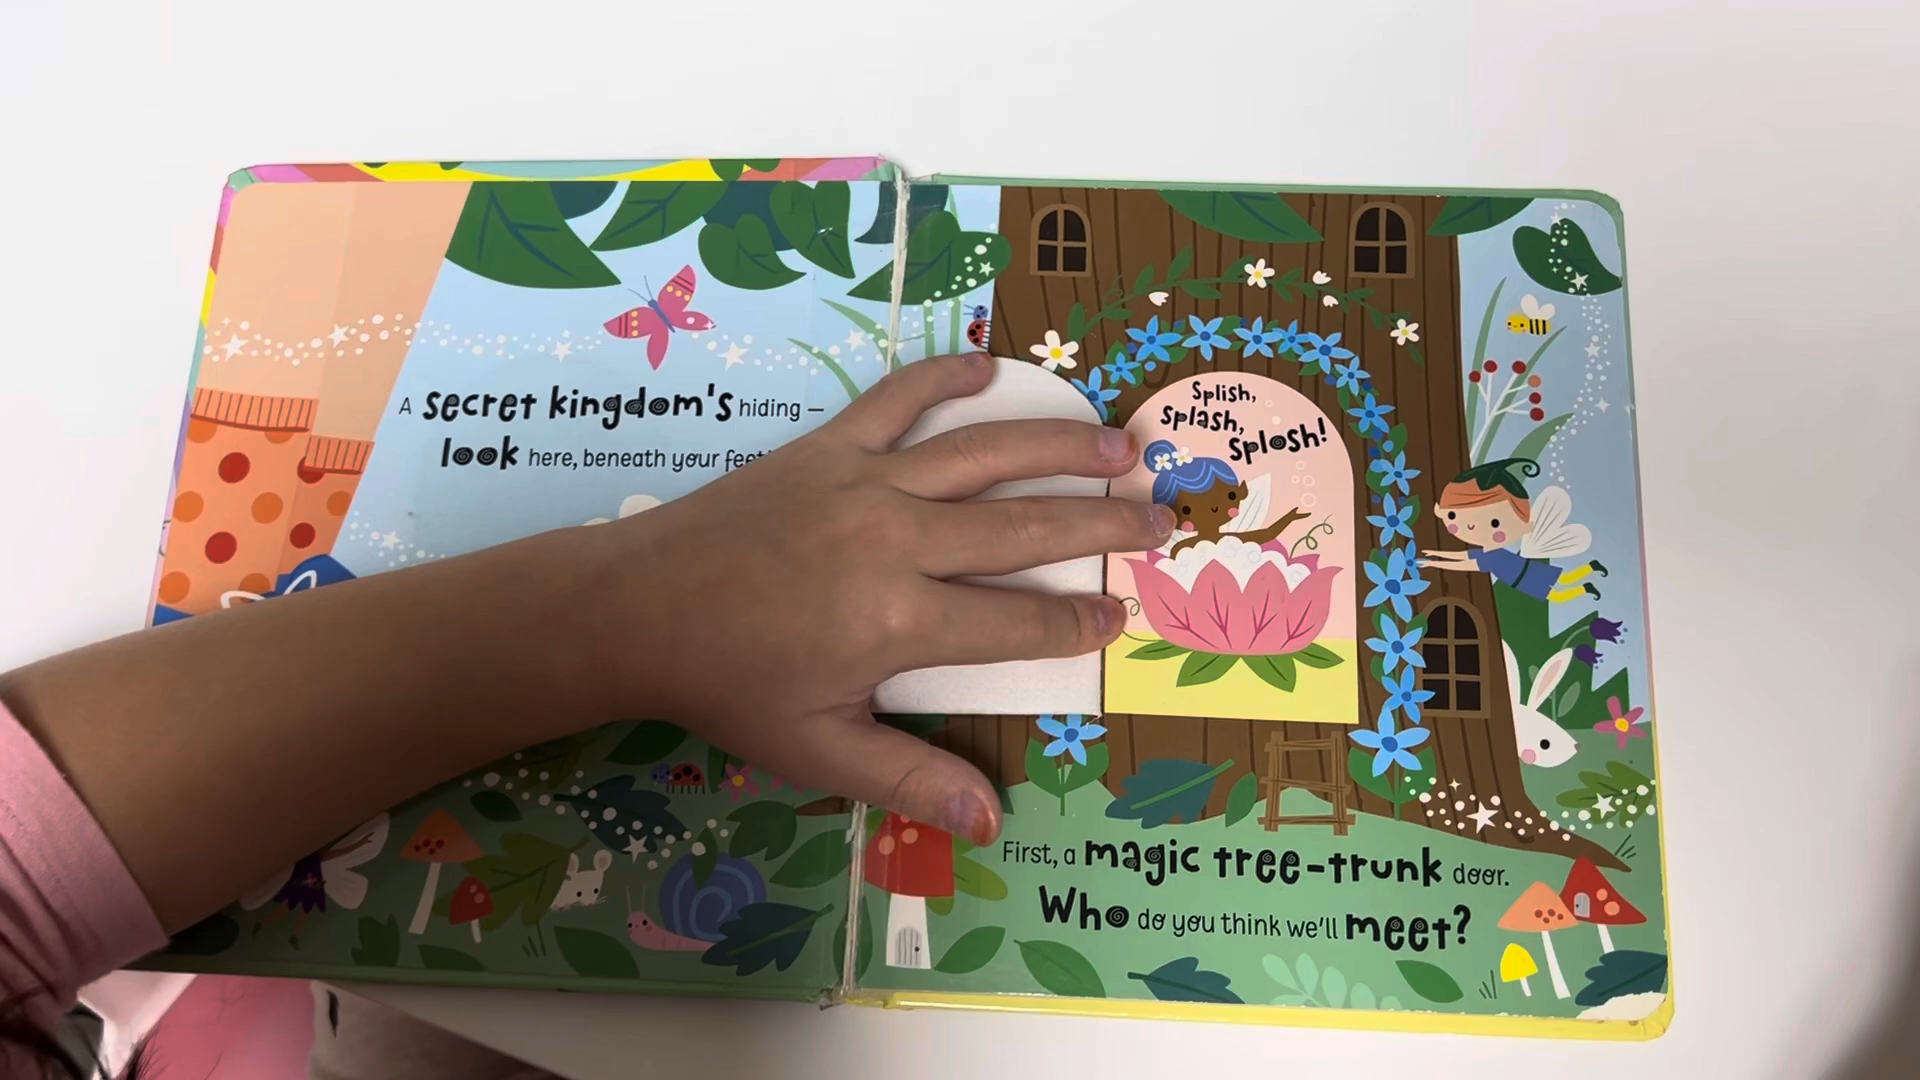 A secret kingdom's hiding –
look here, beneath your feet
Splish,
splash,
splosh!
First, a magic tree-trunk door.
Who do you think we'll meet?